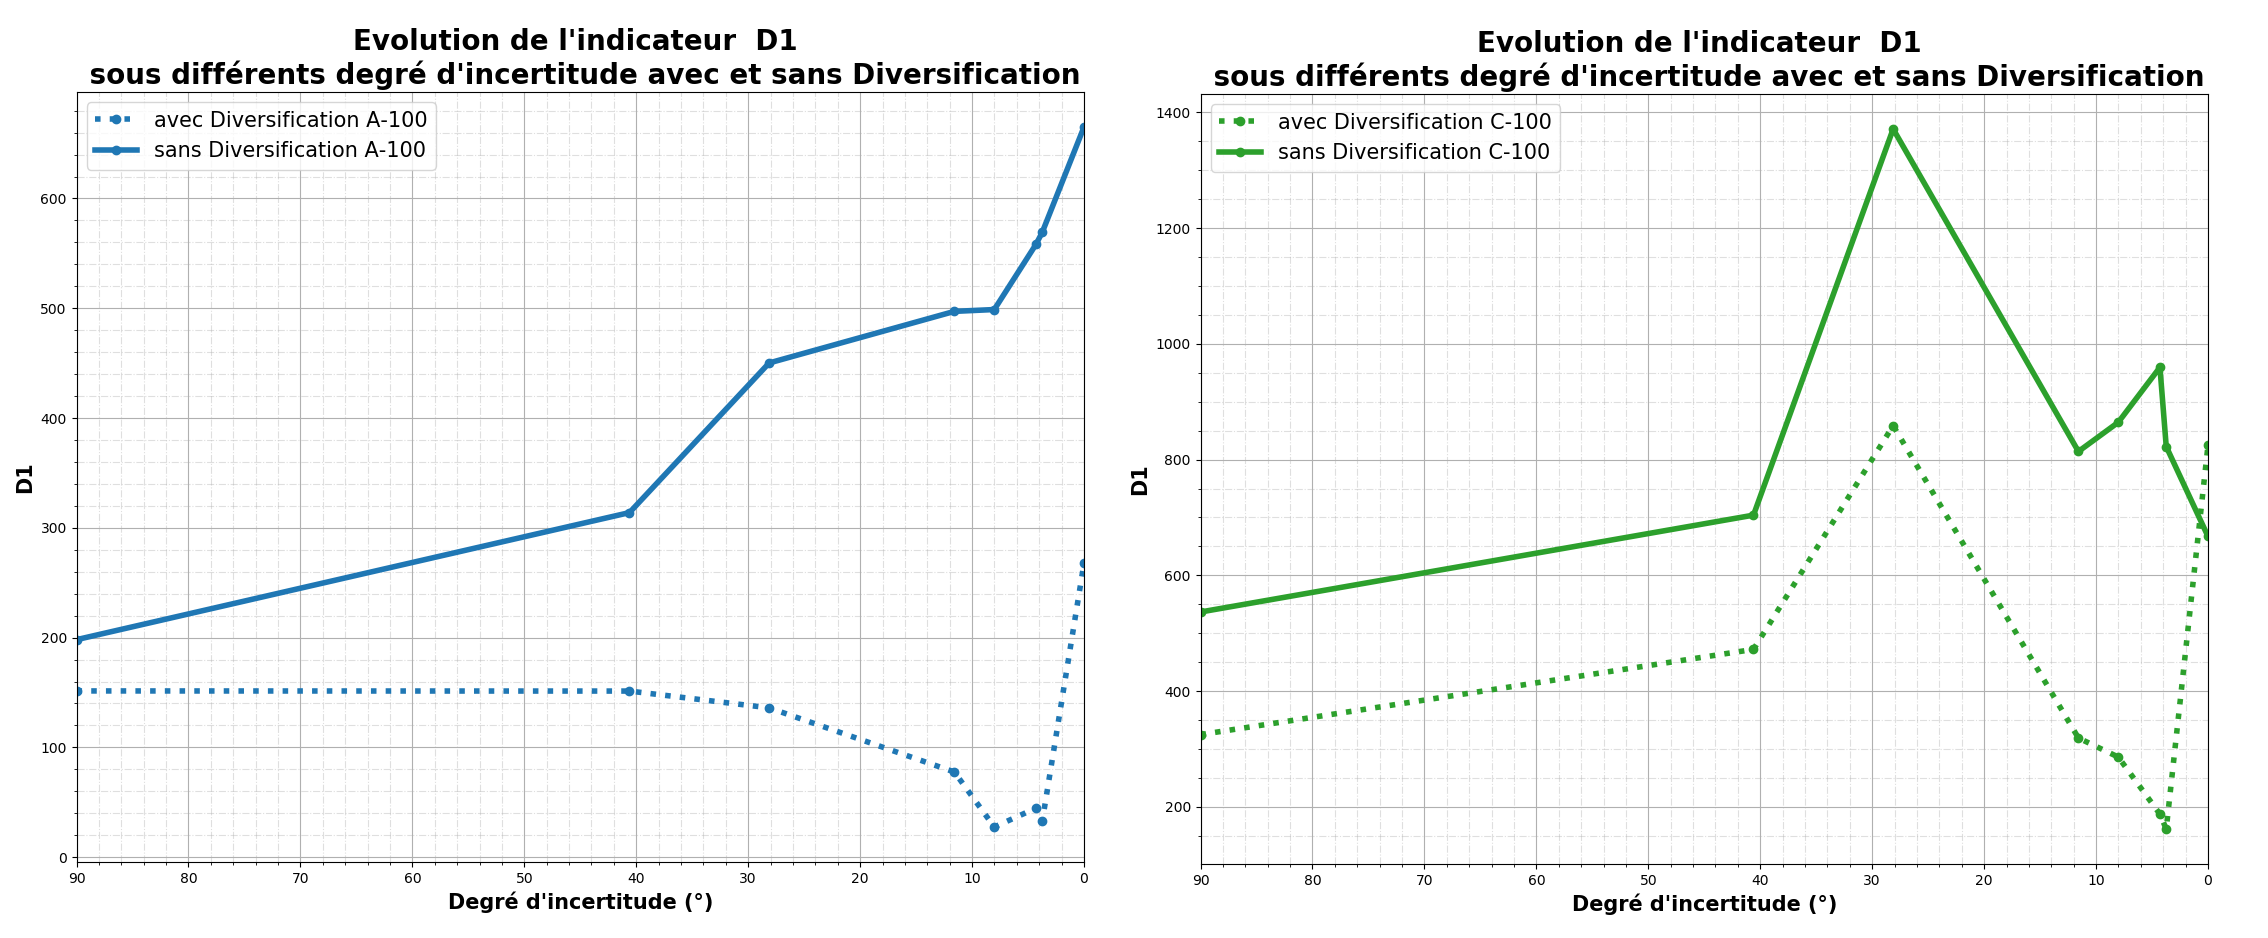 Evolution de l'indicateur  D1
sous différents degré d'incertitude avec et sans Diversification
avec Diversification A-100
sans Diversification A-100
600
500
400
300
200
100
0
D1
90 80 70 60 50 40 30 20 10 0
Degré d'incertitude (°)
Evolution de l'indicateur  D1
sous différents degré d'incertitude avec et sans Diversification
avec Diversification C-100
sans Diversification C-100
1400
1200
1000
800
600
400
200
D1
90 80 70 60 50 40 30 20 10 0
Degré d'incertitude (°)